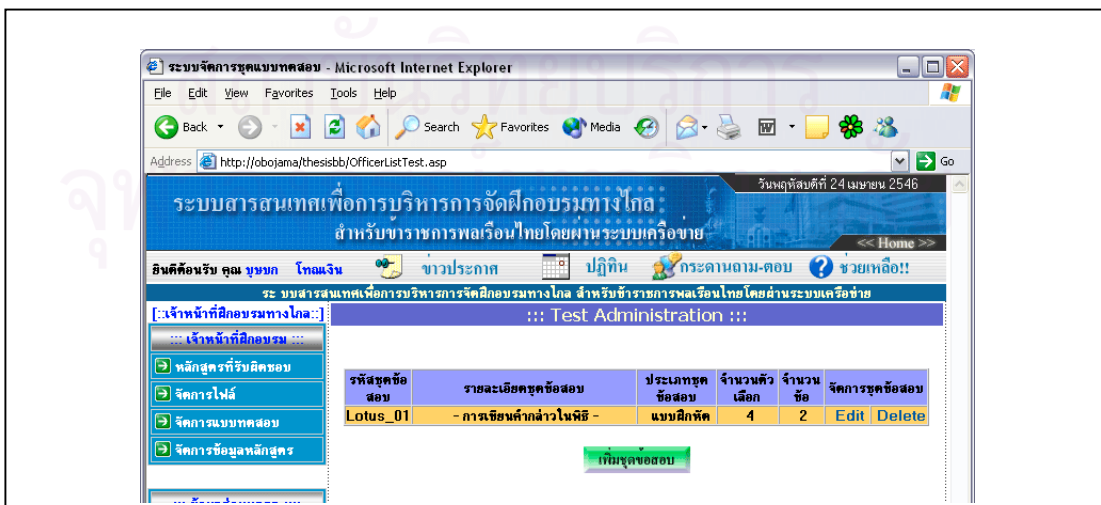 ระบบจัดการชุดแบบทดสอบ - Microsoft Internet Explorer
File Edit View Favorites Tools Help
Back Search Favorites Media
Address http://obojama/thesisbb/OfficerListTest.asp Go
วันพฤหัสบดีที่ 24 เมษายน 2546
ระบบสารสนเทศเพื่อการบริหารการจัดฝึกอบรมทางไกล
สำหรับข้าราชการพลเรือนไทยโดยผ่านระบบเครือข่าย
<< Home >>
ยินดีต้อนรับ คุณ บุษบก โทณแจิน ข่าวประกาศ ปฏิทิน กระดานถาม-ตอบ ช่วยเหลือ!!
ระบบสารสนเทศเพื่อการบริหารการจัดฝึกอบรมทางไกล สำหรับข้าราชการพลเรือนไทยโดยผ่านระบบเครือข่าย
[::เจ้าหน้าที่ฝึกอบรมทางไกล::] ::: Test Administration :::
::: เจ้าหน้าที่ฝึกอบรม :::
หลักสูตรที่รับผิดชอบ
จัดการไฟล์
จัดการแบบทดสอบ
จัดการข้อมูลหลักสูตร
รหัสชุดข้อสอบ รายละเอียดชุดข้อสอบ ประเภทชุดข้อสอบ จำนวนตัวเลือก จำนวนข้อ จัดการชุดข้อสอบ
Lotus_01 - การเขียนคำกล่าวในพิธี - แบบฝึกหัด 4 2 Edit Delete
เพิ่มชุดข้อสอบ